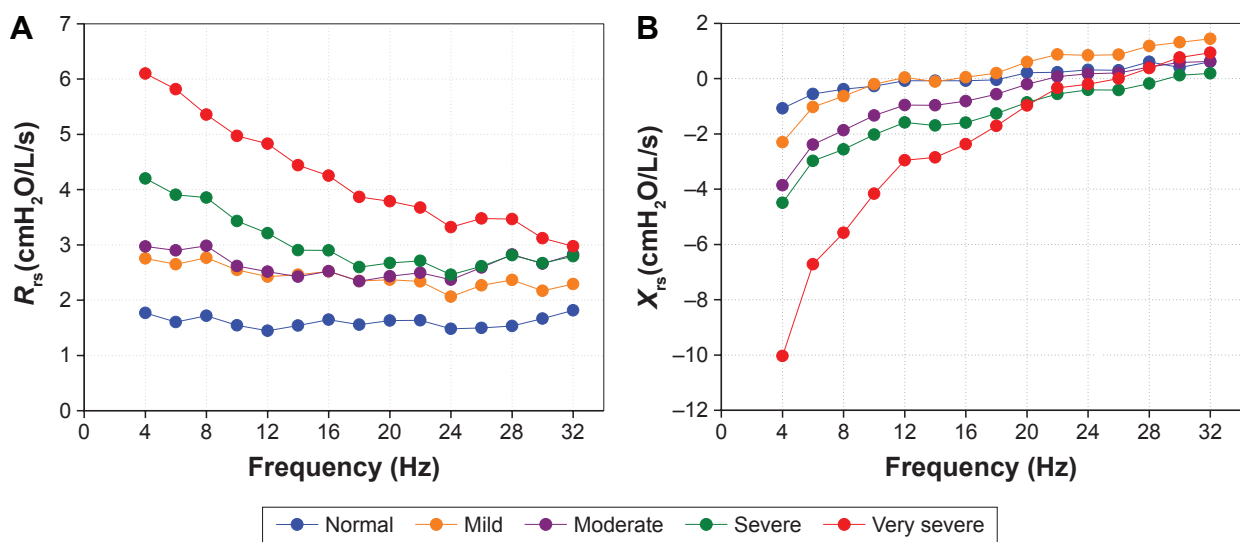 A
R_rs (cmH₂O/L/s)
7
6
5
4
3
2
1
0
0 4 8 12 16 20 24 28 32
Frequency (Hz)
B
X_rs (cmH₂O/L/s)
2
0
–2
–4
–6
–8
–10
–12
0 4 8 12 16 20 24 28 32
Frequency (Hz)
Normal Mild Moderate Severe Very severe